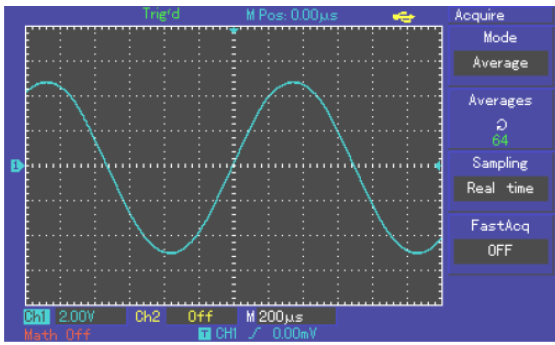 Trig'd M Pos: 0.00μs Acquire
Mode
Average
Averages
64
Sampling
Real time
FastAcq
OFF
1
Ch1 2.00V Ch2 Off M 200μs
Math Off T CH1 0.00mV